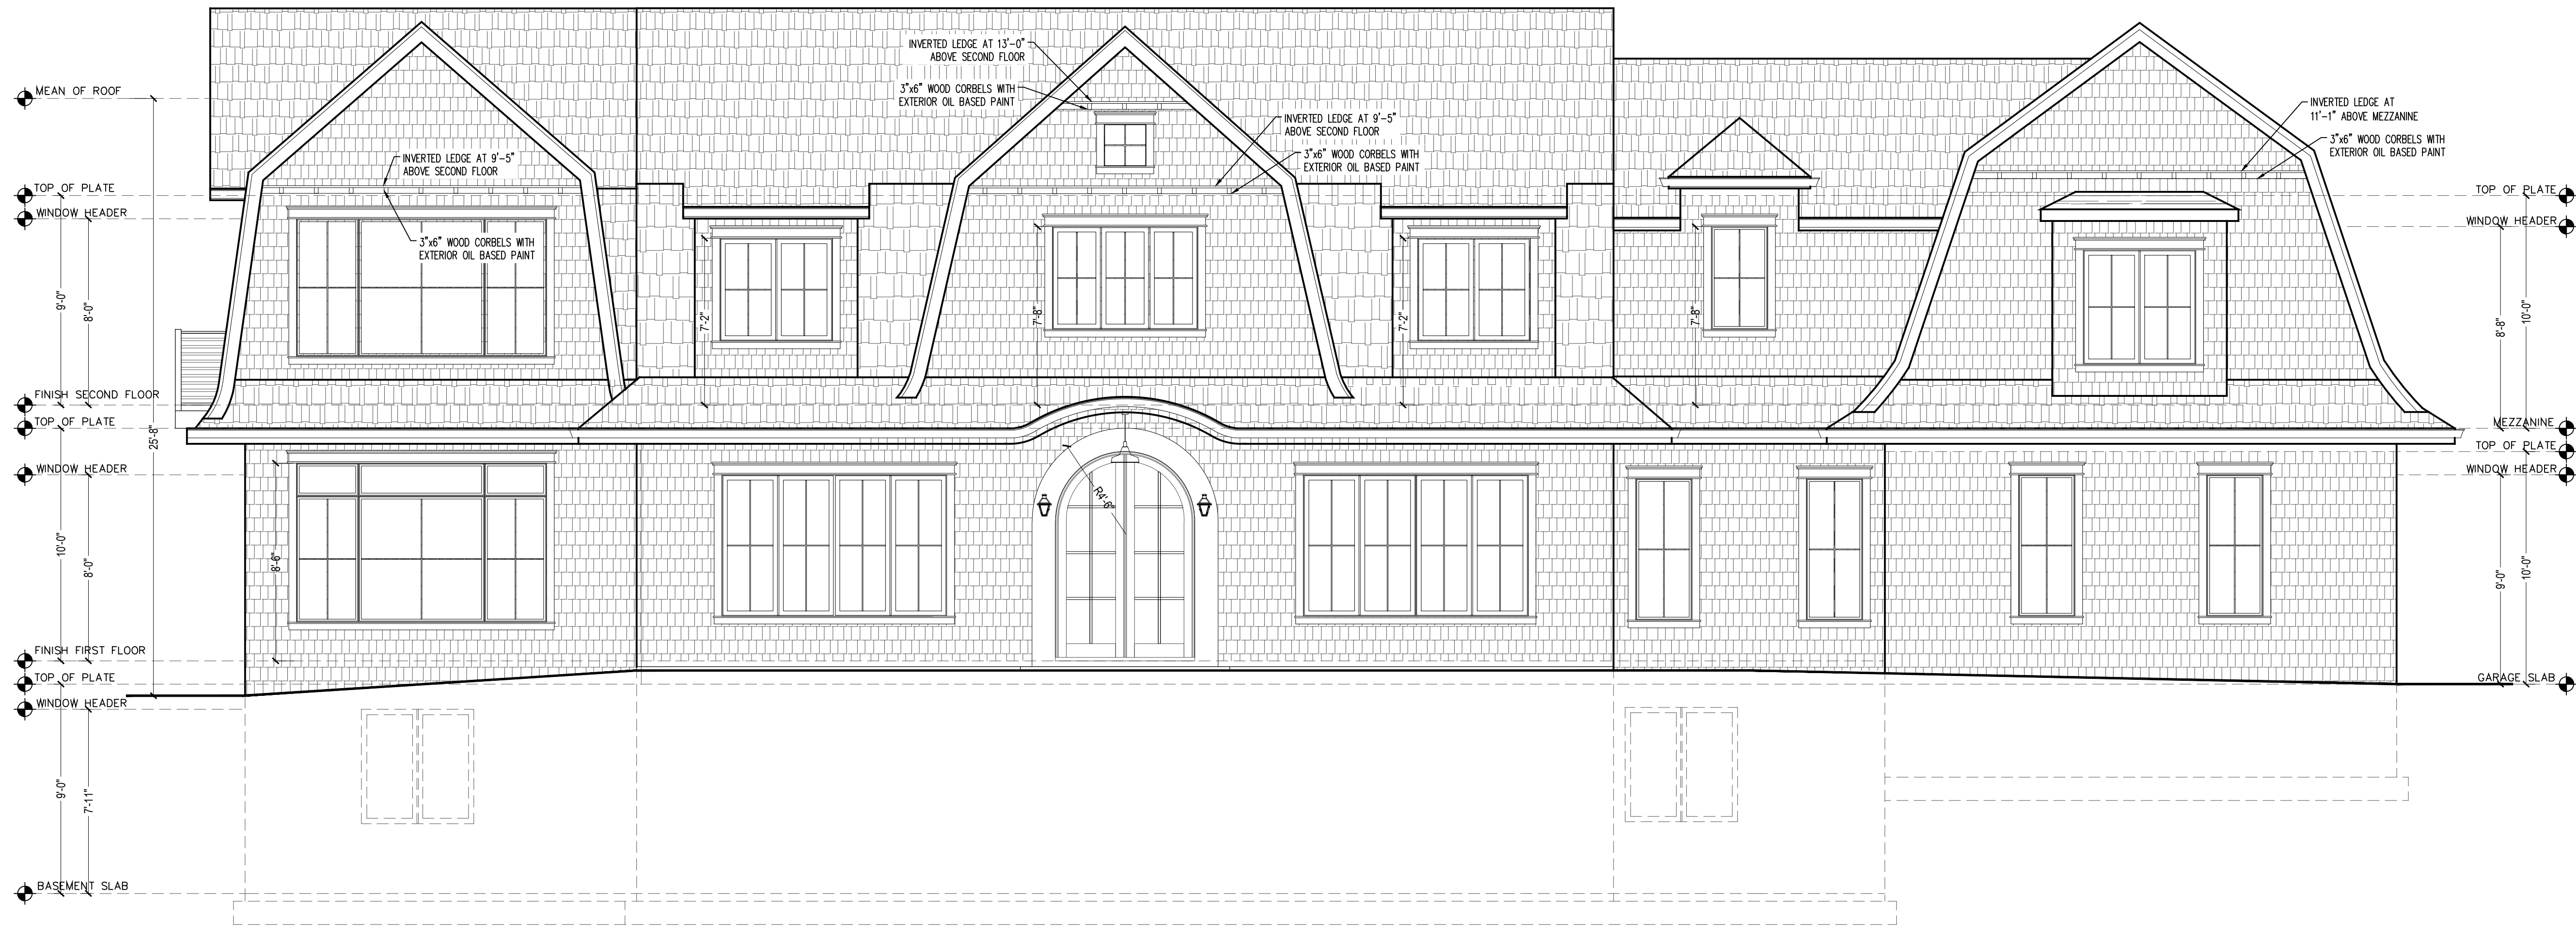 INVERTED LEDGE AT 13'-0"
ABOVE SECOND FLOOR
3"x6" WOOD CORBELS WITH
EXTERIOR OIL BASED PAINT
INVERTED LEDGE AT 9'-5"
ABOVE SECOND FLOOR
3"x6" WOOD CORBELS WITH
EXTERIOR OIL BASED PAINT
INVERTED LEDGE AT
11'-1" ABOVE MEZZANINE
3"x6" WOOD CORBELS WITH
EXTERIOR OIL BASED PAINT
INVERTED LEDGE AT 9'-5"
ABOVE SECOND FLOOR
3"x6" WOOD CORBELS WITH
EXTERIOR OIL BASED PAINT
MEAN OF ROOF
TOP OF PLATE
WINDOW HEADER
9'-0"
8'-0"
FINISH SECOND FLOOR
TOP OF PLATE
25'-8"
WINDOW HEADER
10'-0"
8'-0"
8'-6"
FINISH FIRST FLOOR
TOP OF PLATE
WINDOW HEADER
9'-0"
7'-11"
BASEMENT SLAB
7'-2"
7'-8"
7'-2"
7'-8"
R4'-6"
TOP OF PLATE
WINDOW HEADER
8'-8"
10'-0"
MEZZANINE
TOP OF PLATE
WINDOW HEADER
9'-0"
10'-0"
GARAGE SLAB